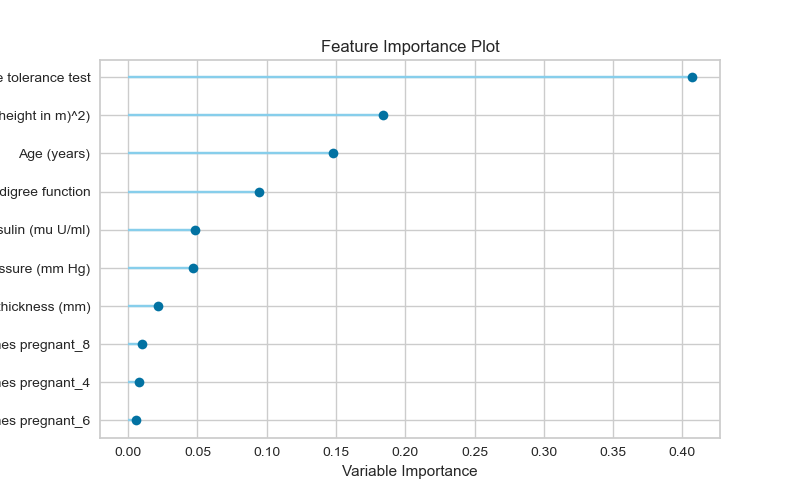 Feature Importance Plot
e tolerance test
height in m)^2)
Age (years)
digree function
sulin (mu U/ml)
ssure (mm Hg)
thickness (mm)
nes pregnant_8
nes pregnant_4
nes pregnant_6
0.00 0.05 0.10 0.15 0.20 0.25 0.30 0.35 0.40
Variable Importance